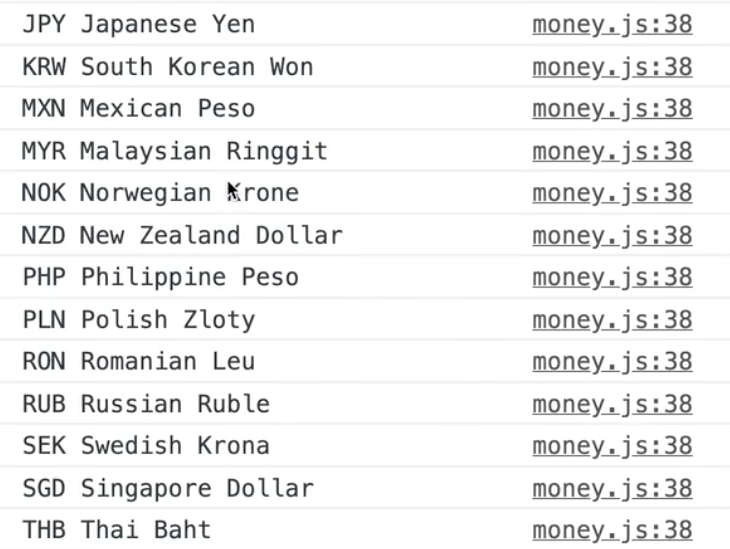 JPY Japanese Yen money.js:38
KRW South Korean Won money.js:38
MXN Mexican Peso money.js:38
MYR Malaysian Ringgit money.js:38
NOK Norwegian Krone money.js:38
NZD New Zealand Dollar money.js:38
PHP Philippine Peso money.js:38
PLN Polish Zloty money.js:38
RON Romanian Leu money.js:38
RUB Russian Ruble money.js:38
SEK Swedish Krona money.js:38
SGD Singapore Dollar money.js:38
THB Thai Baht money.js:38